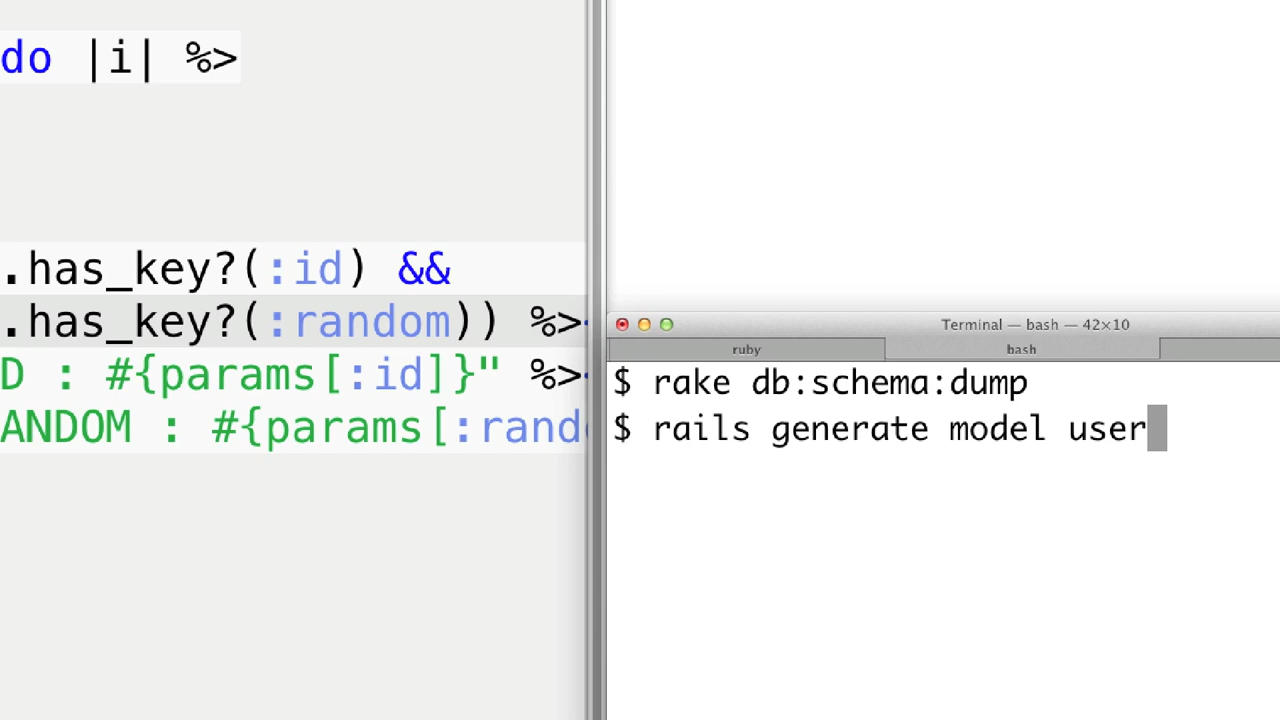 do |i| %>
.has_key?(:id) &&
.has_key?(:random)) %>
D : #{params[:id]}" %>
ANDOM : #{params[:rand
Terminal — bash — 42×10
ruby
bash
$ rake db:schema:dump
$ rails generate model user